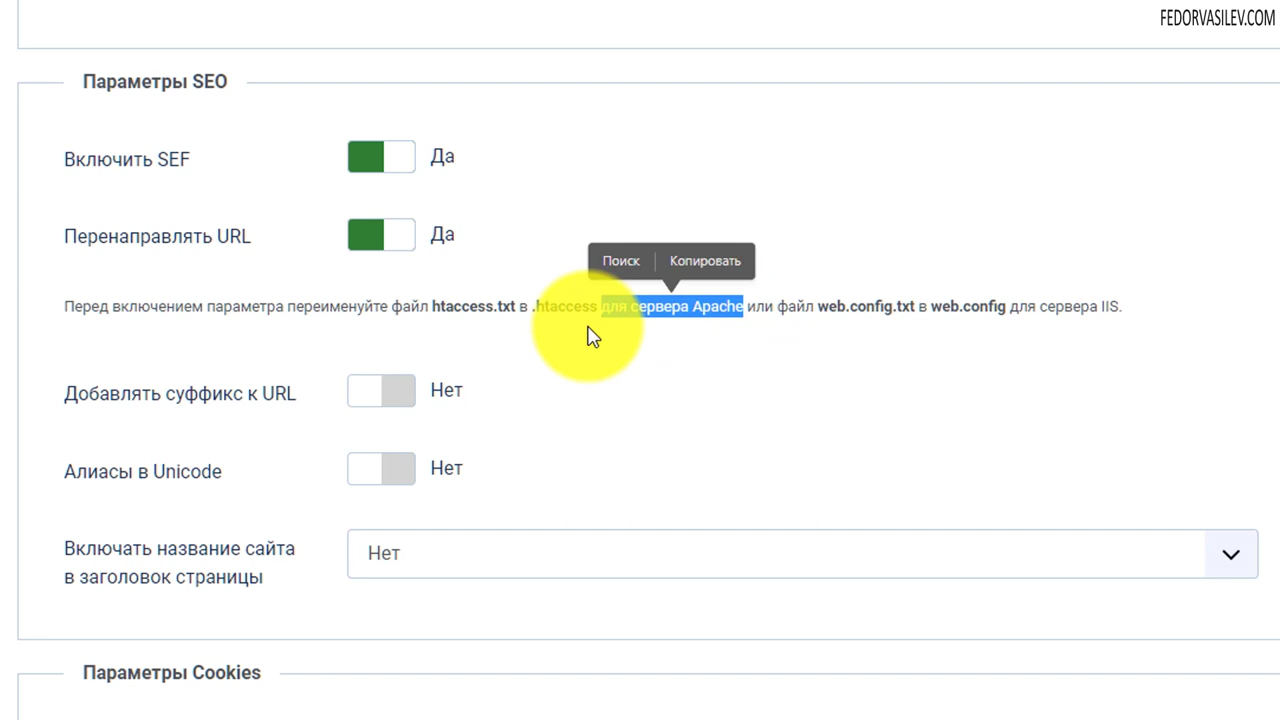 FEDORVASILEV.COM
Параметры SEO
Включить SEF
Да
Перенаправлять URL
Да
Поиск
Копировать
Перед включением параметра переименуйте файл htaccess.txt в .htaccess для сервера Apache или файл web.config.txt в web.config для сервера IIS.
Добавлять суффикс к URL
Нет
Алиасы в Unicode
Нет
Включать название сайта
в заголовок страницы
Нет
Параметры Cookies